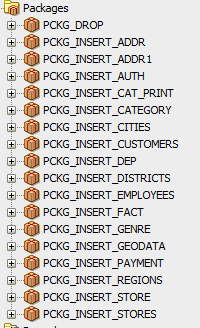 Packages
PCKG_DROP
PCKG_INSERT_ADDR
PCKG_INSERT_ADDR1
PCKG_INSERT_AUTH
PCKG_INSERT_CAT_PRINT
PCKG_INSERT_CATEGORY
PCKG_INSERT_CITIES
PCKG_INSERT_CUSTOMERS
PCKG_INSERT_DEP
PCKG_INSERT_DISTRICTS
PCKG_INSERT_EMPLOYEES
PCKG_INSERT_FACT
PCKG_INSERT_GENRE
PCKG_INSERT_GEODATA
PCKG_INSERT_PAYMENT
PCKG_INSERT_REGIONS
PCKG_INSERT_STORE
PCKG_INSERT_STORES